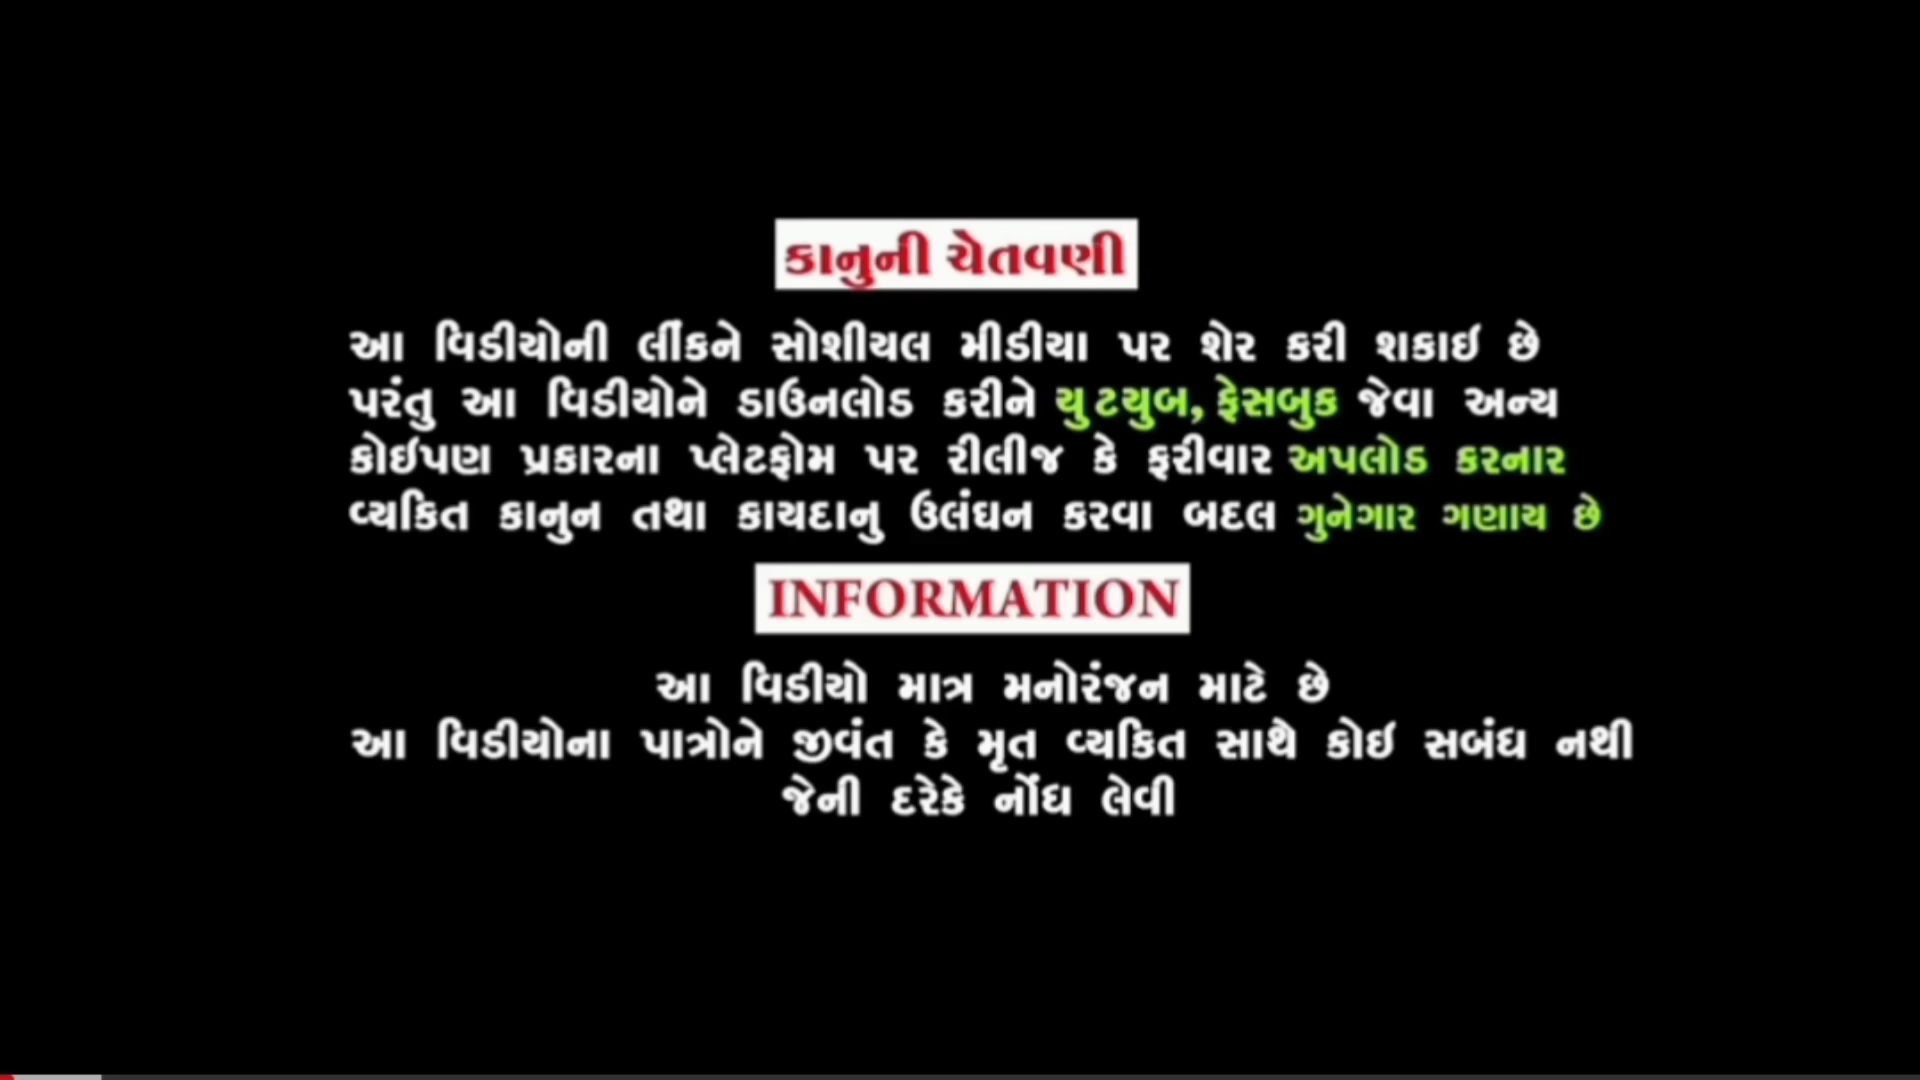 કાનુની ચેતવણી
આ વિડીયોની લીંકને સોશીયલ મીડીયા પર શેર કરી શકાઇ છે
પરંતુ આ વિડીયોને ડાઉનલોડ કરીને યુ ટયુબ, ફેસબુક જેવા અન્ય
કોઇપણ પ્રકારના પ્લેટફોમ પર રીલીજ કે ફરીવાર અપલોડ કરનાર
વ્યકિત કાનુન તથા કાયદાનુ ઉલંઘન કરવા બદલ ગુનેગાર ગણાય છે
INFORMATION
આ વિડીયો માત્ર મનોરંજન માટે છે
આ વિડીયોના પાત્રોને જીવંત કે મૃત વ્યકિત સાથે કોઇ સબંધ નથી
જેની દરેકે નોંધ લેવી